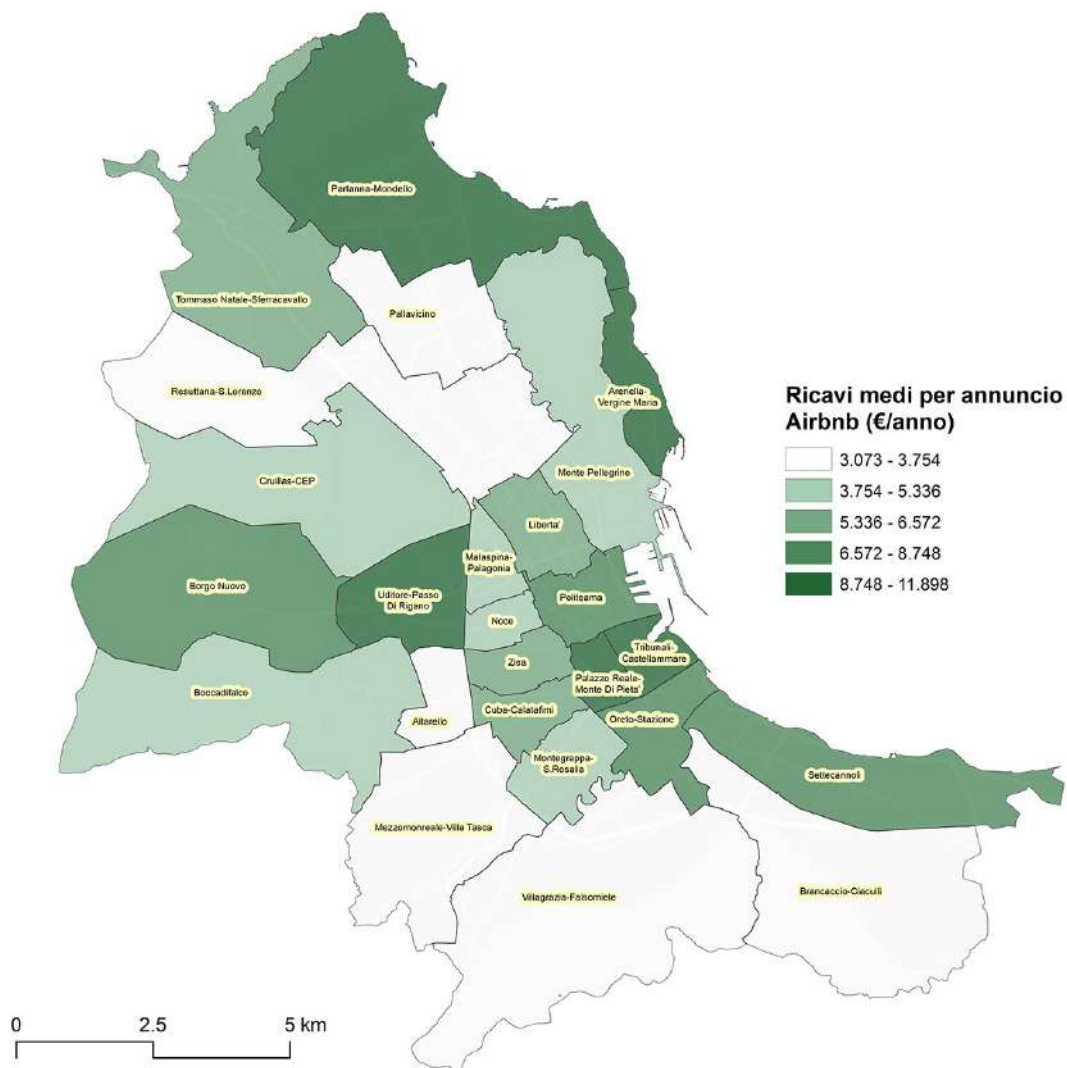 Partanna-Mondello
Tommaso Natale-Sferracavallo
Pallavicino
Resuttana-S.Lorenzo
Arenella-
Vergine Maria
Cruillas-CEP
Monte Pellegrino
Liberta'
Malaspina-
Palagonia
Borgo Nuovo
Uditore-Passo
Di Rigano
Politeama
Noce
Tribunali-
Castellammare
Zisa
Palazzo Reale-
Monte Di Pieta'
Boccadifalco
Altarello
Cuba-Calatafimi
Oreto-Stazione
Montegrappa-
S.Rosalia
Settecannoli
Mezzomonreale-Villa Tasca
Villagrazia-Falsomiele
Brancaccio-Ciaculli
Ricavi medi per annuncio
Airbnb (€/anno)
3.073 - 3.754
3.754 - 5.336
5.336 - 6.572
6.572 - 8.748
8.748 - 11.898
0 2.5 5 km